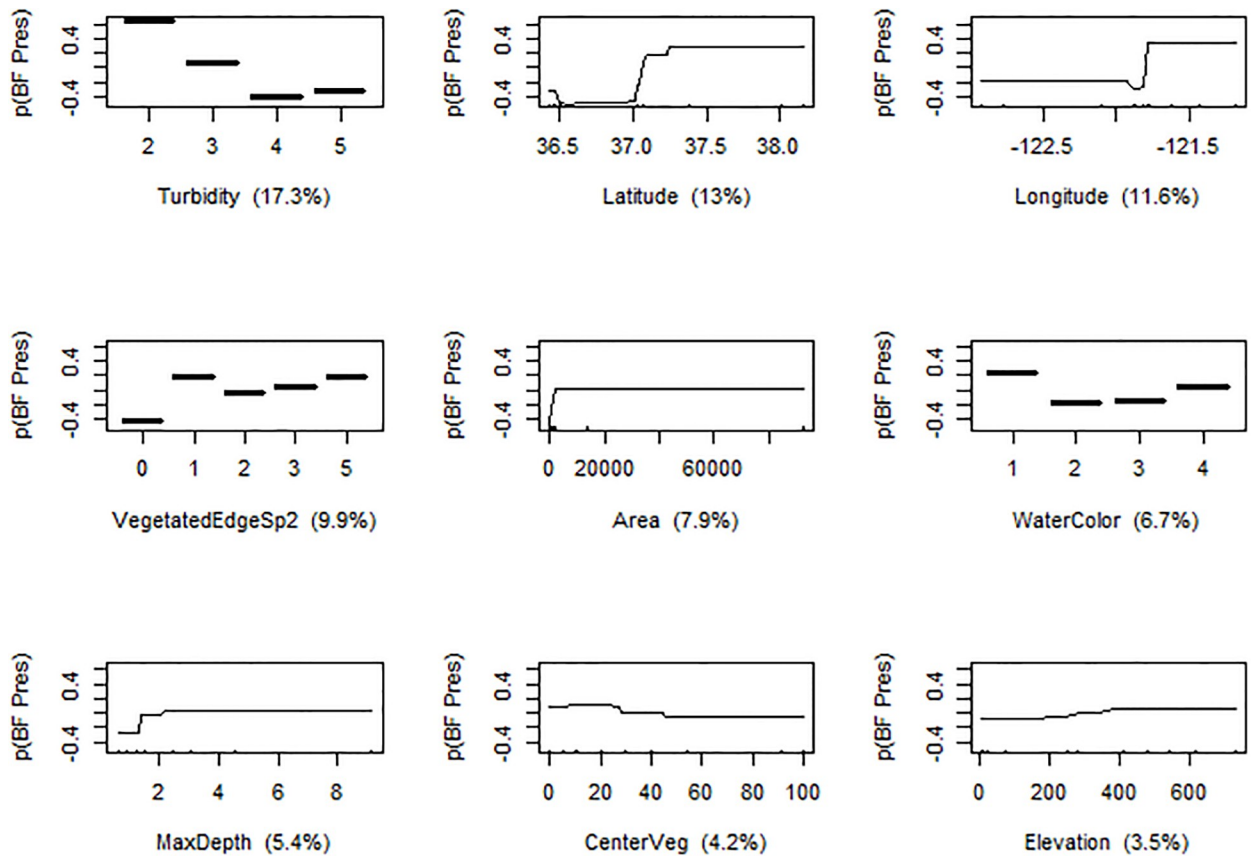 p(BF Pres)
0.4
-0.4
2 3 4 5
Turbidity (17.3%)
p(BF Pres)
0.4
-0.4
36.5 37.0 37.5 38.0
Latitude (13%)
p(BF Pres)
0.4
-0.4
-122.5 -121.5
Longitude (11.6%)
p(BF Pres)
0.4
-0.4
0 1 2 3 5
VegetatedEdgeSp2 (9.9%)
p(BF Pres)
0.4
-0.4
0 20000 60000
Area (7.9%)
p(BF Pres)
0.4
-0.4
1 2 3 4
WaterColor (6.7%)
p(BF Pres)
0.4
-0.4
2 4 6 8
MaxDepth (5.4%)
p(BF Pres)
0.4
-0.4
0 20 40 60 80 100
CenterVeg (4.2%)
p(BF Pres)
0.4
-0.4
0 200 400 600
Elevation (3.5%)